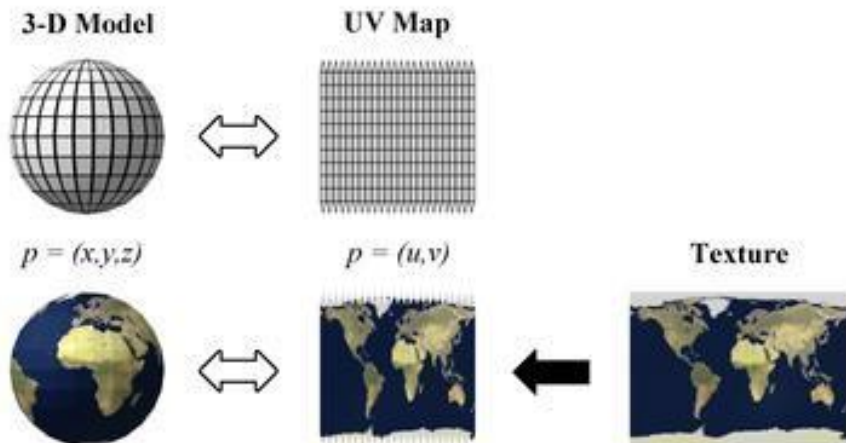 3-D Model
UV Map
p = (x,y,z)
p = (u,v)
Texture